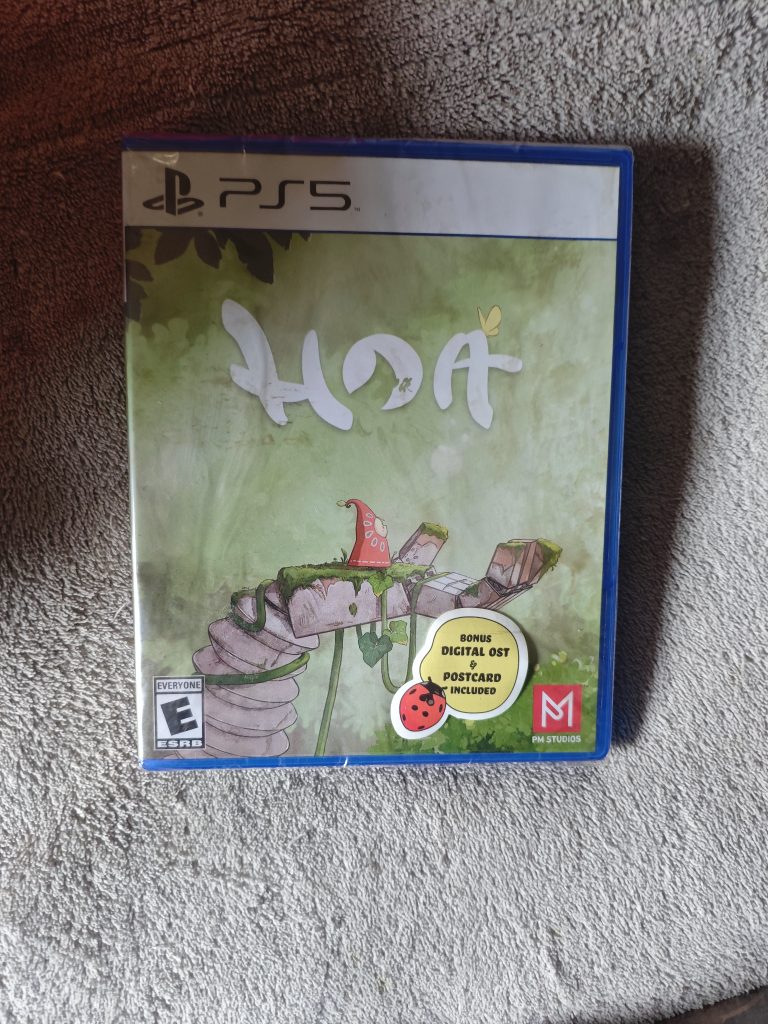 PS5
HOA
BONUS
DIGITAL OST
&
POSTCARD
INCLUDED
EVERYONE
E
ESRB
PM STUDIOS